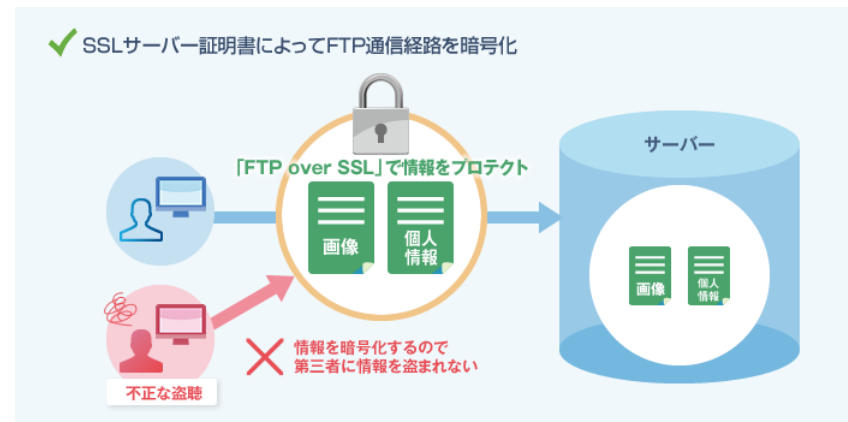 SSLサーバー証明書によってFTP通信経路を暗号化
「FTP over SSL」で情報をプロテクト
画像
個人
情報
サーバー
画像
個人
情報
情報を暗号化するので
第三者に情報を盗まれない
不正な盗聴